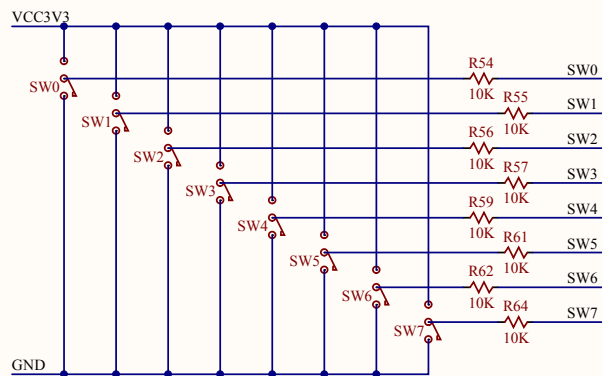 VCC3V3
R54
SW0
SW0
10K
R55
SW1
SW1
10K
R56
SW2
SW2
10K
R57
SW3
SW3
10K
R59
SW4
SW4
10K
R61
SW5
SW5
10K
R62
SW6
SW6
10K
R64
SW7
SW7
10K
GND